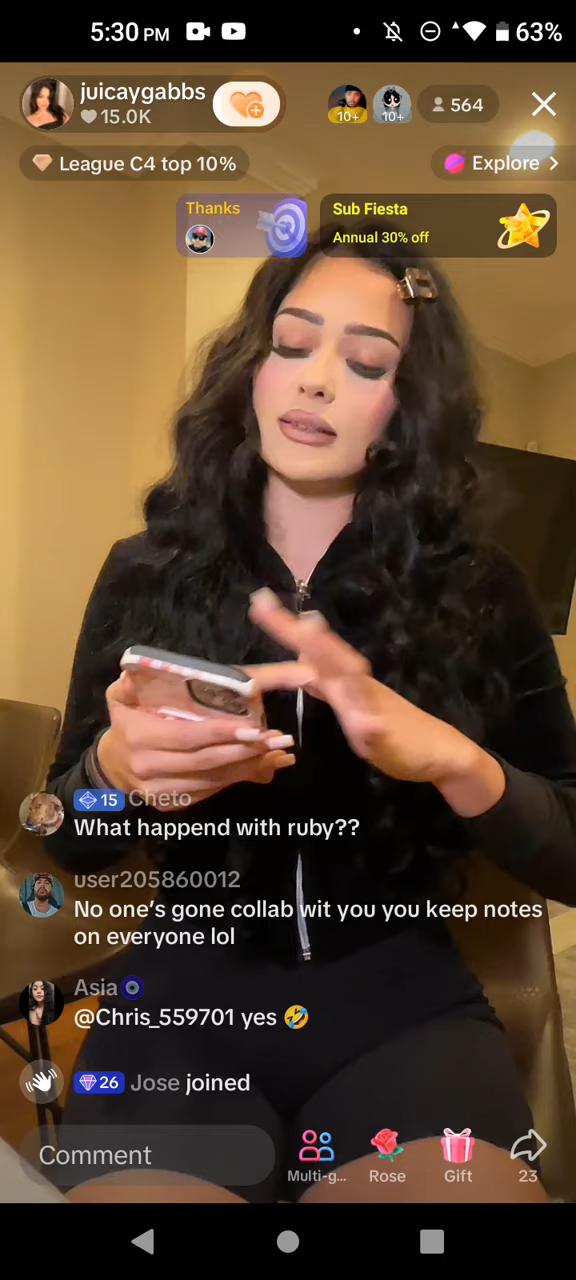 5:30 PM
63%
juicaygabbs
15.0K
10+
10+
564
League C4 top 10%
Explore >
Thanks
Sub Fiesta
Annual 30% off
15 Cheto
What happend with ruby??
user205860012
No one's gone collab wit you you keep notes
on everyone lol
Asia
@Chris_559701 yes 🤣
26 Jose joined
Comment
Multi-g...
Rose
Gift
23